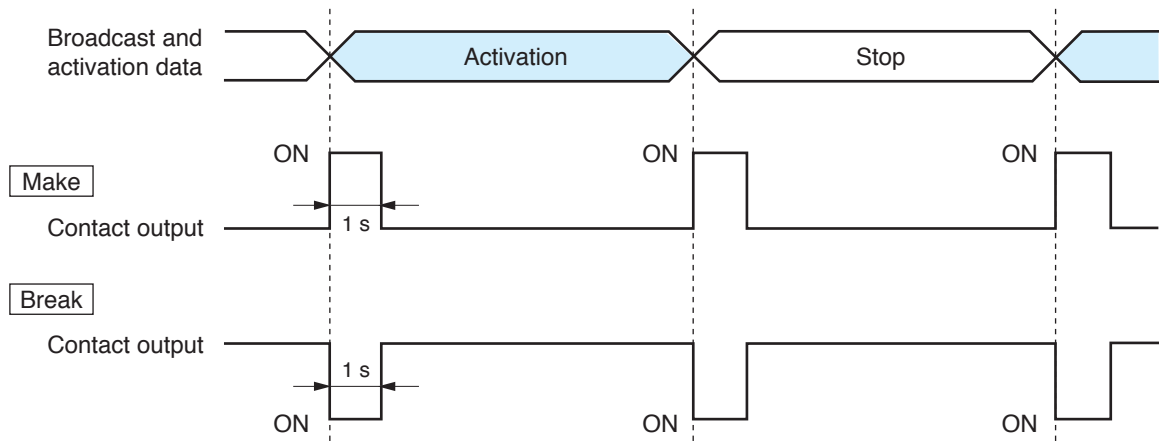 Broadcast and
activation data
Activation
Stop
ON
ON
ON
Make
Contact output
1 s
Break
Contact output
1 s
ON
ON
ON